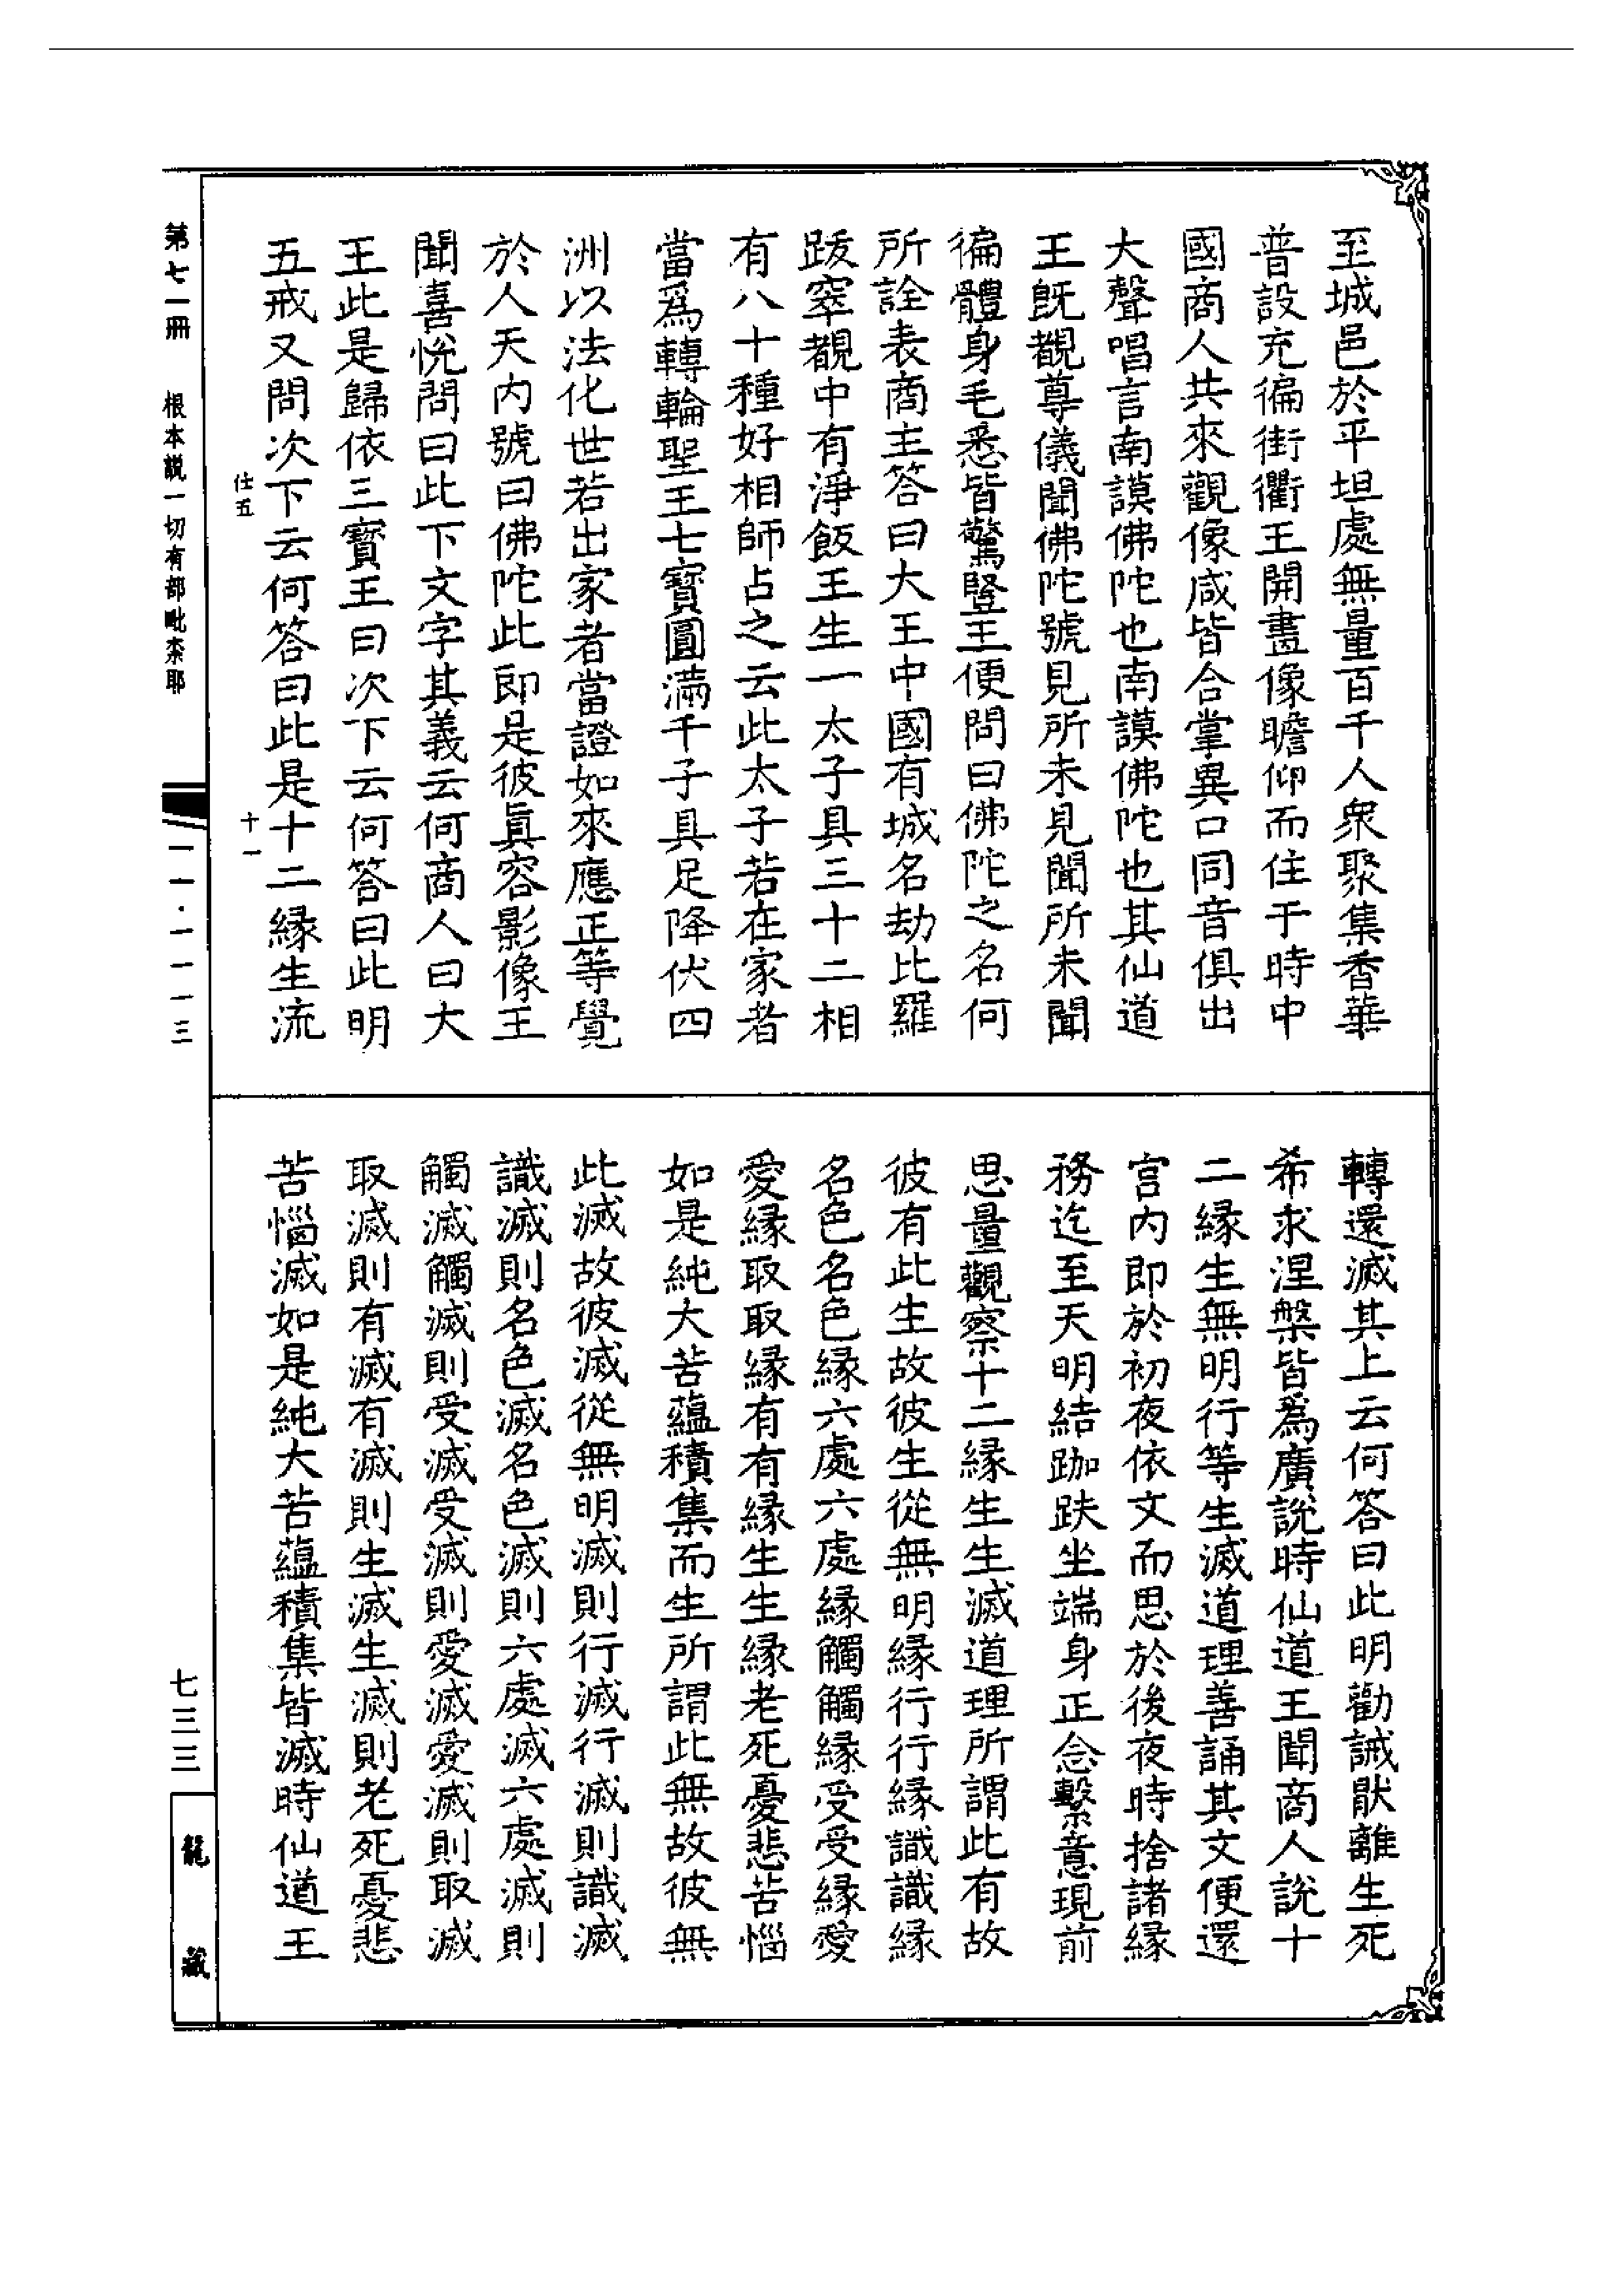 至城邑於平坦處無量百千人衆聚集香華
普設充徧街衢王開畫像瞻仰而住于時中
國商人共來觀像咸皆合掌異口同音俱出
大聲唱言南謨佛陀也南謨佛陀也其仙道
王旣覩尊儀聞佛陀號見所未見聞所未聞
徧體身毛悉皆驚豎王便問曰佛陀之名何
所詮表商主答曰大王中國有城名劫比羅
跋窣覩中有淨飯王生一太子具三十二相
有八十種好相師占之云此太子若在家者
當爲轉輪聖王七寶圓滿千子具足降伏四
洲以法化世若出家者當證如來應正等覺
於人天內號曰佛陀此即是彼眞容影像王
聞喜悅問曰此下文字其義云何商人曰大
王此是歸依三寶王曰次下云何答曰此明
五戒又問次下云何答曰此是十二緣生流
轉還滅其上云何答曰此明勸誡猒離生死
希求涅槃皆爲廣說時仙道王聞商人說十
二緣生無明行等生滅道理善誦其文便還
宮內即於初夜依文而思於後夜時捨諸緣
務迄至天明結跏趺坐端身正念繫意現前
思量觀察十二緣生生滅道理所謂此有故
彼有此生故彼生從無明緣行行緣識識緣
名色名色緣六處六處緣觸觸緣受受緣愛
愛緣取取緣有有緣生生緣老死憂悲苦惱
如是純大苦蘊積集而生所謂此無故彼無
此滅故彼滅從無明滅則行滅行滅則識滅
識滅則名色滅名色滅則六處滅六處滅則
觸滅觸滅則受滅受滅則愛滅愛滅則取滅
取滅則有滅有滅則生滅生滅則老死憂悲
苦惱滅如是純大苦蘊積集皆滅時仙道王
仕五
十一
第七一冊 根本說一切有部毗柰耶
一一·一一一三
七三三
龍藏